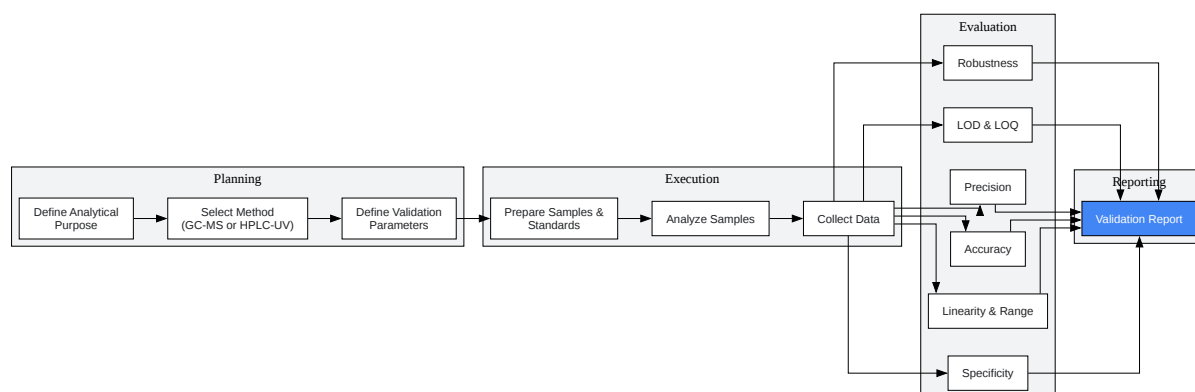 Planning
Define Analytical
Purpose
Select Method
(GC-MS or HPLC-UV)
Define Validation
Parameters
Execution
Prepare Samples &
Standards
Analyze Samples
Collect Data
Evaluation
Robustness
LOD & LOQ
Precision
Accuracy
Linearity & Range
Specificity
Reporting
Validation Report